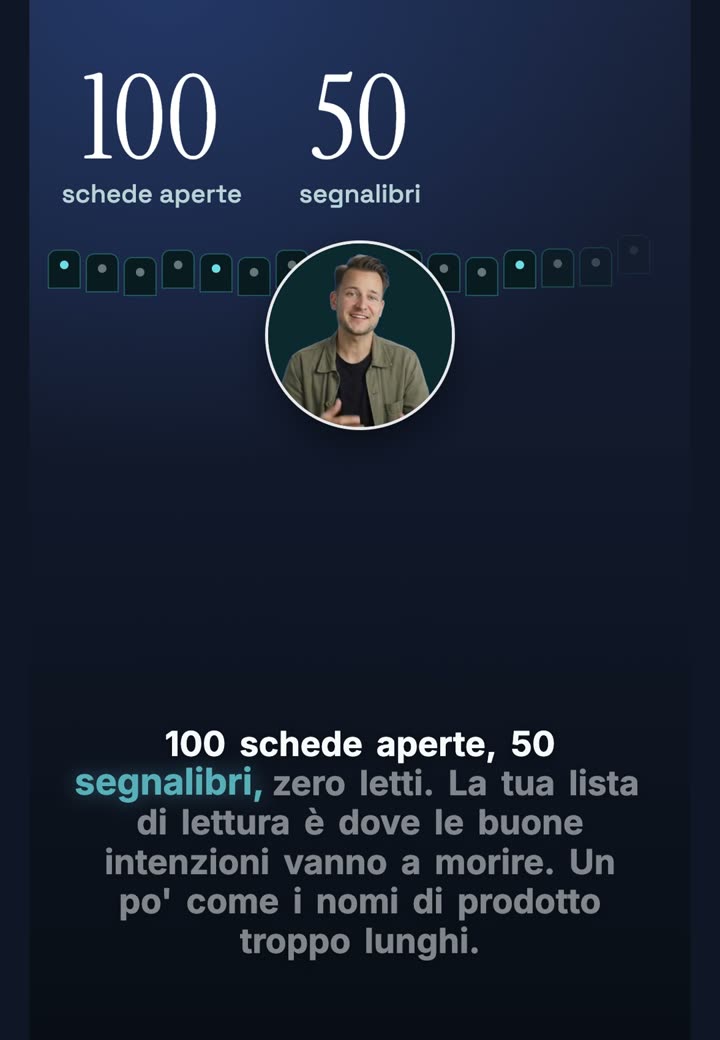 100 50
schede aperte segnalibri
100 schede aperte, 50
segnalibri, zero letti. La tua lista
di lettura è dove le buone
intenzioni vanno a morire. Un
po' come i nomi di prodotto
troppo lunghi.